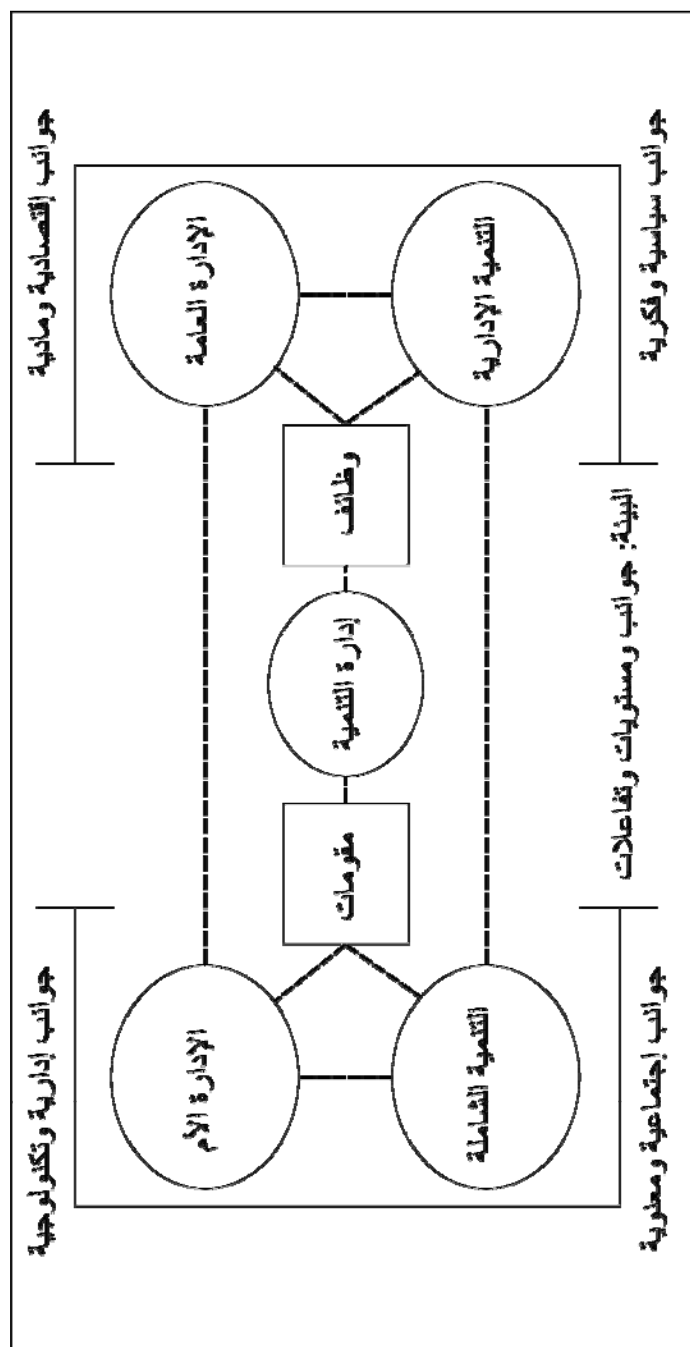 جوانب إقتصادية ومادية
جوانب إدارية وتكنولوجية
الإدارة العامة
الإدارة الأم
وظائف
إدارة التنمية
مقومات
التنمية الإدارية
التنمية الشاملة
البيئة: جوانب ومستويات وتفاعلات
جوانب سياسية وفكرية
جوانب إجتماعية ومعنوية